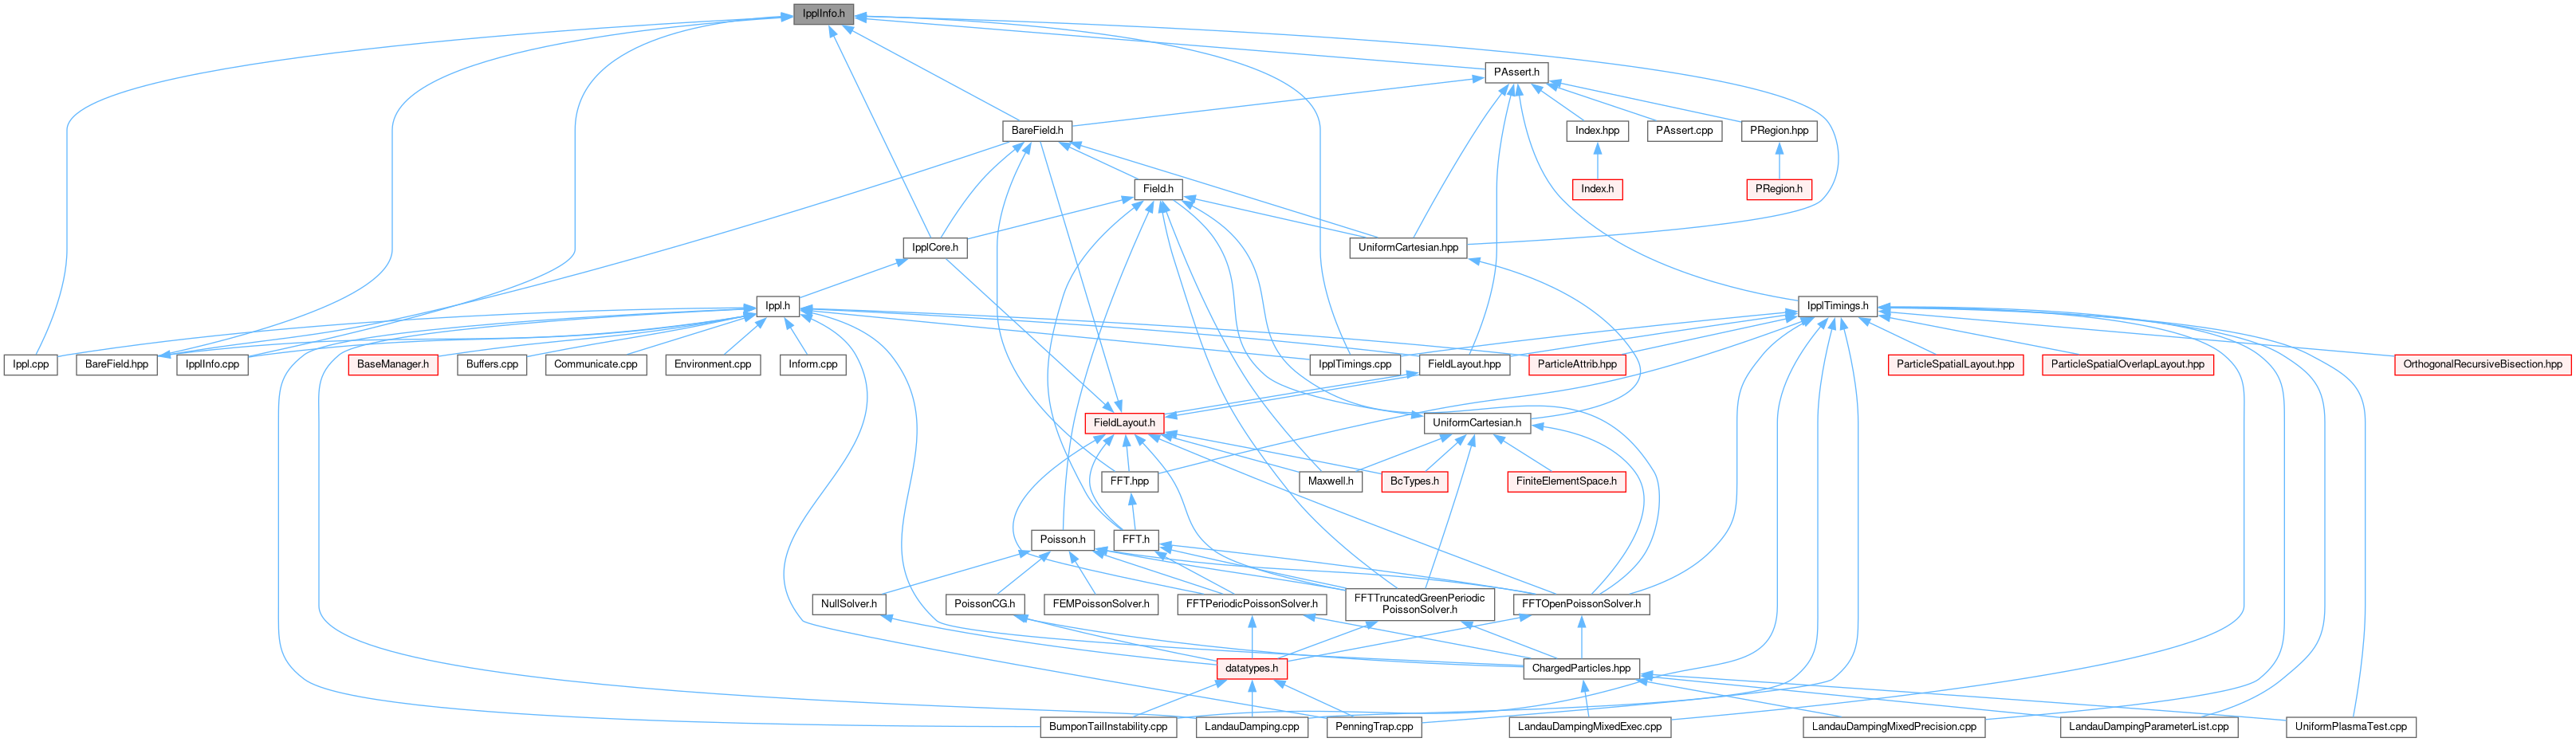 IpplInfo.h
PAssert.h
BareField.h
Index.hpp
PAssert.cpp
PRegion.hpp
Field.h
Index.h
PRegion.h
IpplCore.h
UniformCartesian.hpp
Ippl.h
IpplTimings.h
Ippl.cpp
BareField.hpp
IpplInfo.cpp
BaseManager.h
Buffers.cpp
Communicate.cpp
Environment.cpp
Inform.cpp
IpplTimings.cpp
FieldLayout.hpp
ParticleAttrib.hpp
ParticleSpatialLayout.hpp
ParticleSpatialOverlapLayout.hpp
OrthogonalRecursiveBisection.hpp
FieldLayout.h
UniformCartesian.h
FFT.hpp
Maxwell.h
BcTypes.h
FiniteElementSpace.h
Poisson.h
FFT.h
NullSolver.h
PoissonCG.h
FEMPoissonSolver.h
FFTPeriodicPoissonSolver.h
FFTTruncatedGreenPeriodic
PoissonSolver.h
FFTOpenPoissonSolver.h
datatypes.h
ChargedParticles.hpp
BumponTailInstability.cpp
LandauDamping.cpp
PenningTrap.cpp
LandauDampingMixedExec.cpp
LandauDampingMixedPrecision.cpp
LandauDampingParameterList.cpp
UniformPlasmaTest.cpp